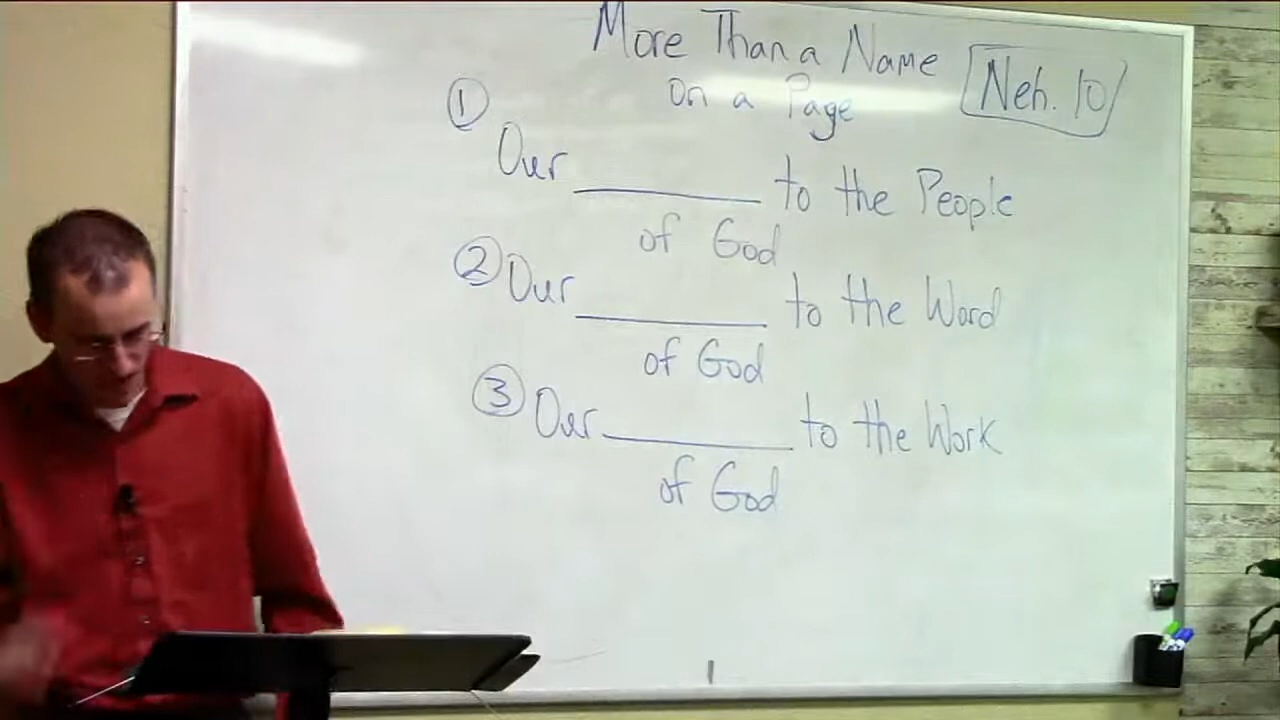 More Than a Name
on a Page
Neh. 10
① Our ________ to the People
of God
② Our ________ to the Word
of God
③ Our ________ to the Work
of God